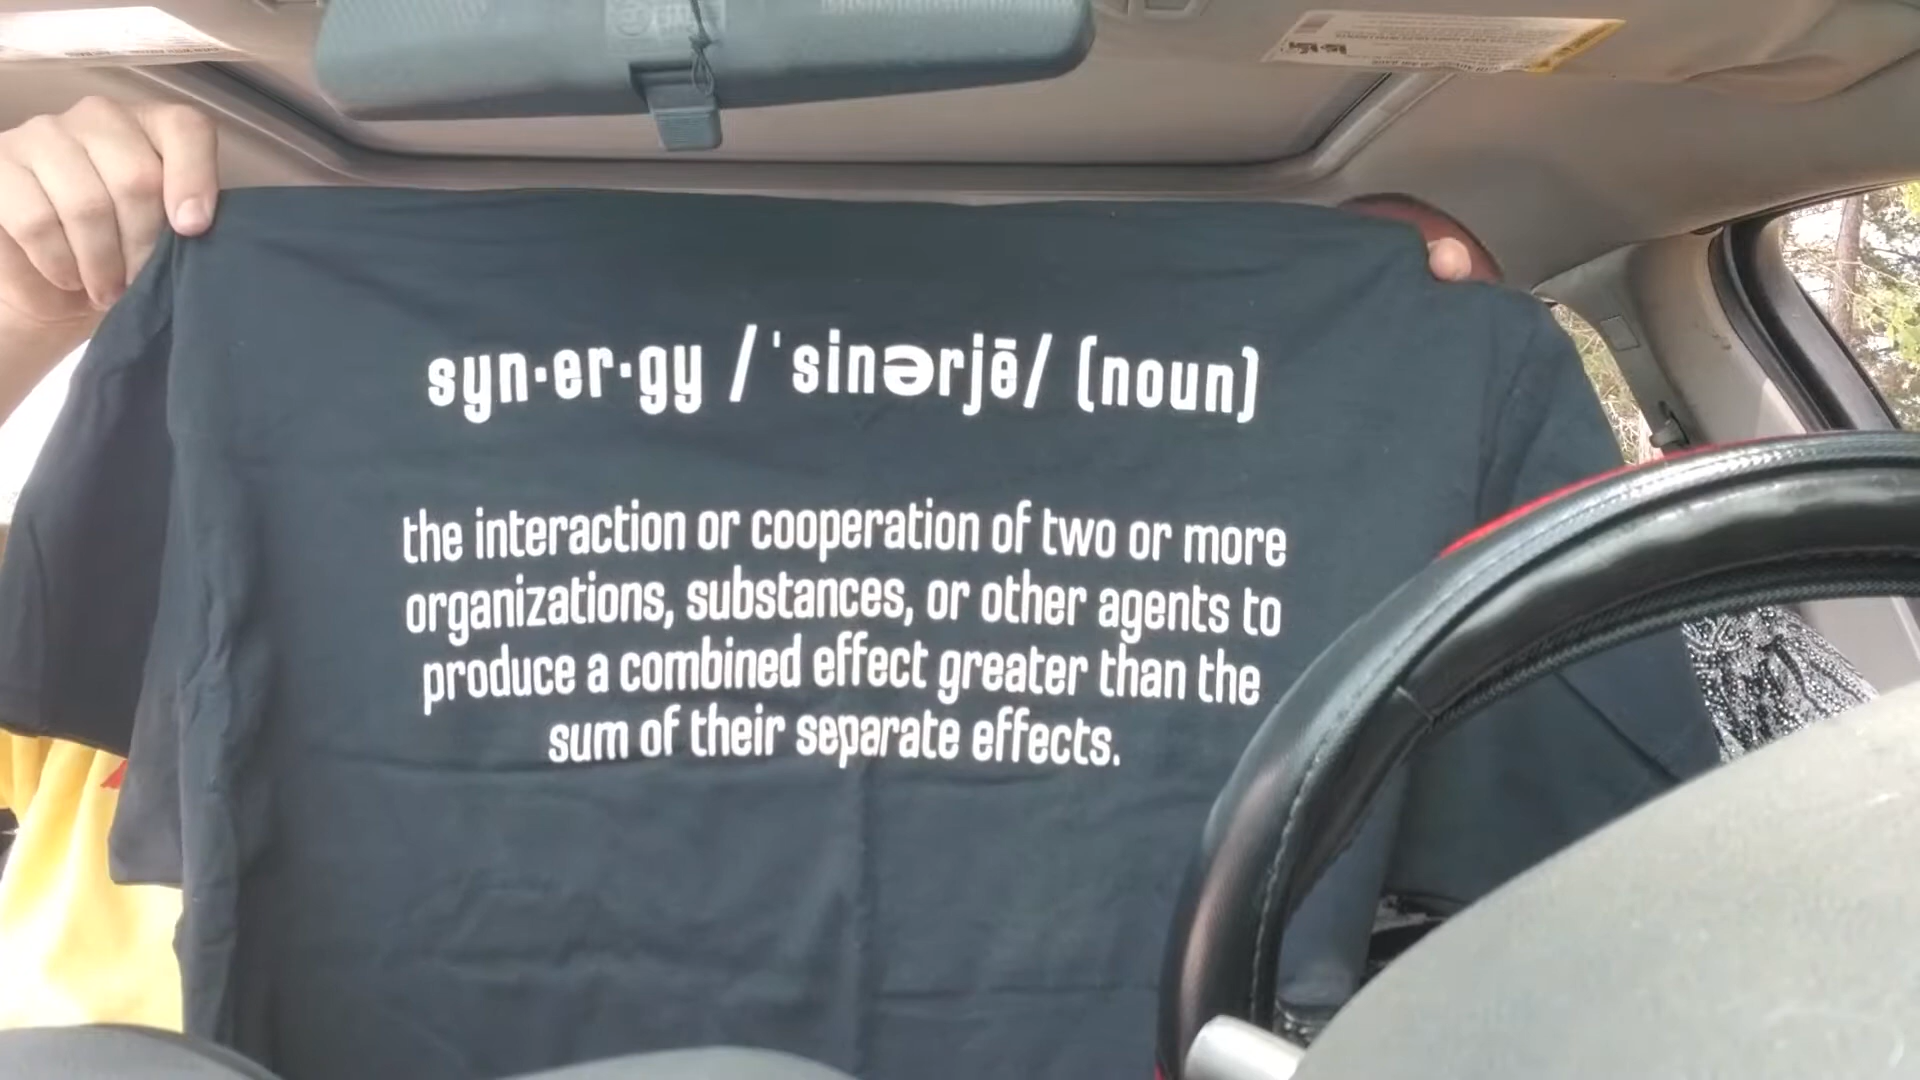 syn·er·gy /ˈsinərjē/ (noun)
the interaction or cooperation of two or more
organizations, substances, or other agents to
produce a combined effect greater than the
sum of their separate effects.